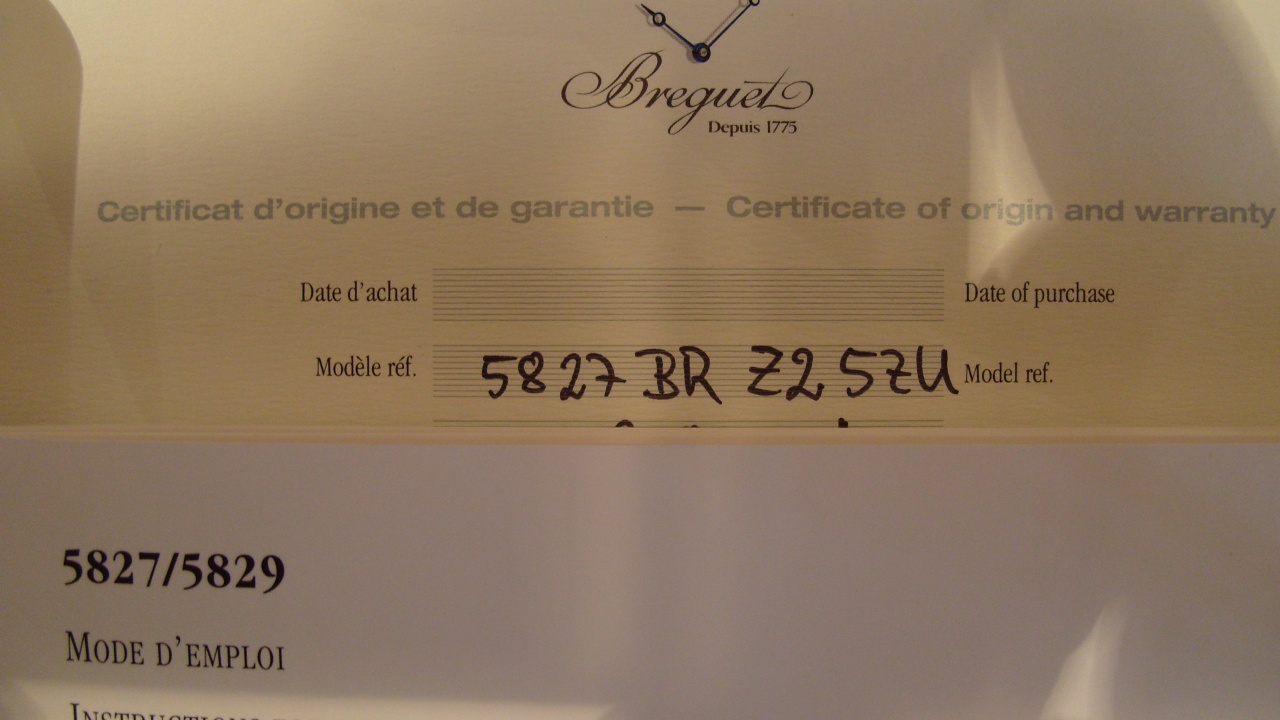 Breguet
Depuis 1775
Certificat d'origine et de garantie — Certificate of origin and warranty
Date d'achat Date of purchase
Modèle réf. 5827 BR Z2 5ZU Model ref.
5827/5829
MODE D'EMPLOI